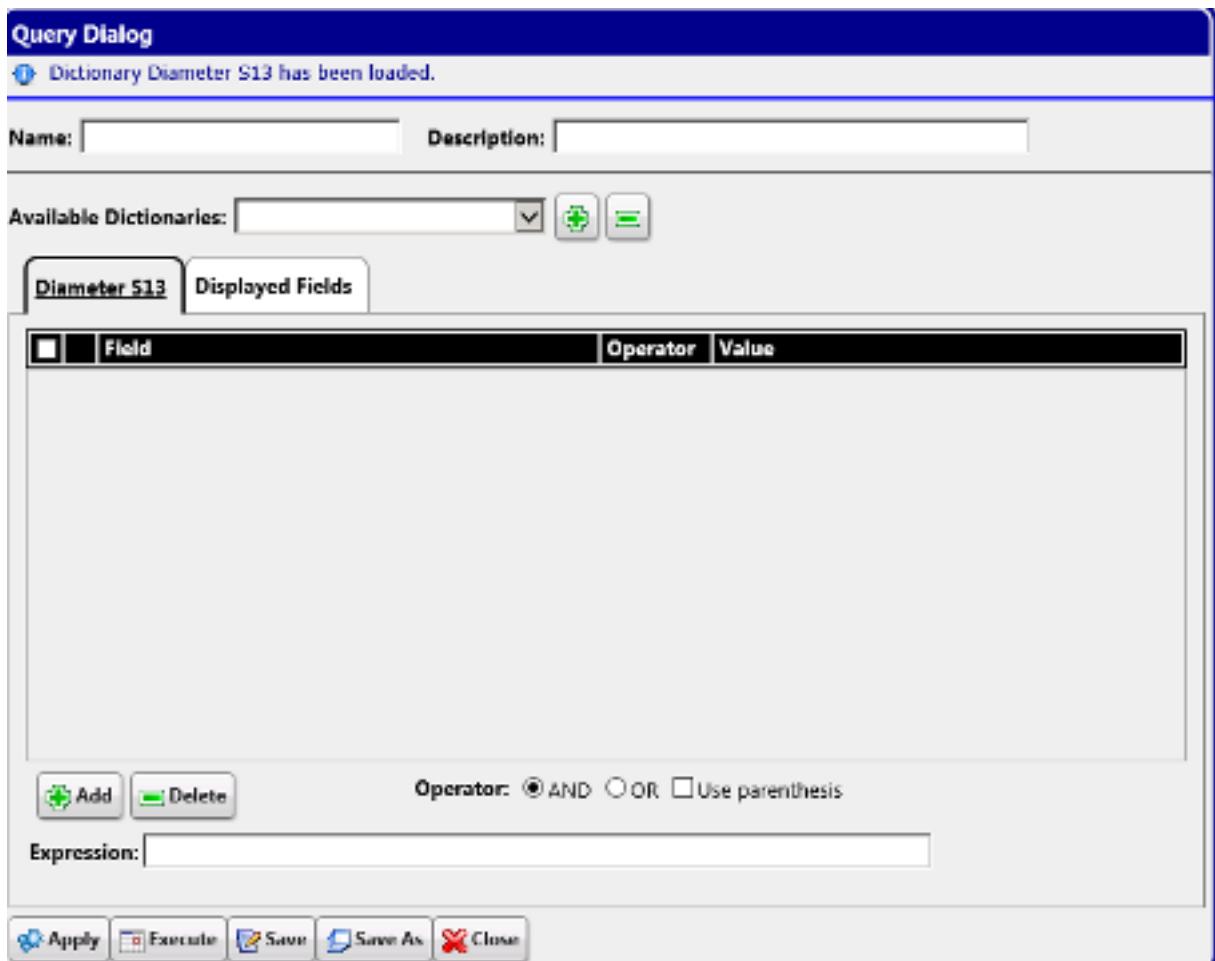 Query Dialog
Dictionary Diameter S13 has been loaded.
Name: Description:
Available Dictionaries:
Diameter S13 Displayed Fields
Field Operator Value
Add Delete Operator: AND OR Use parenthesis
Expression:
Apply Execute Save Save As Close